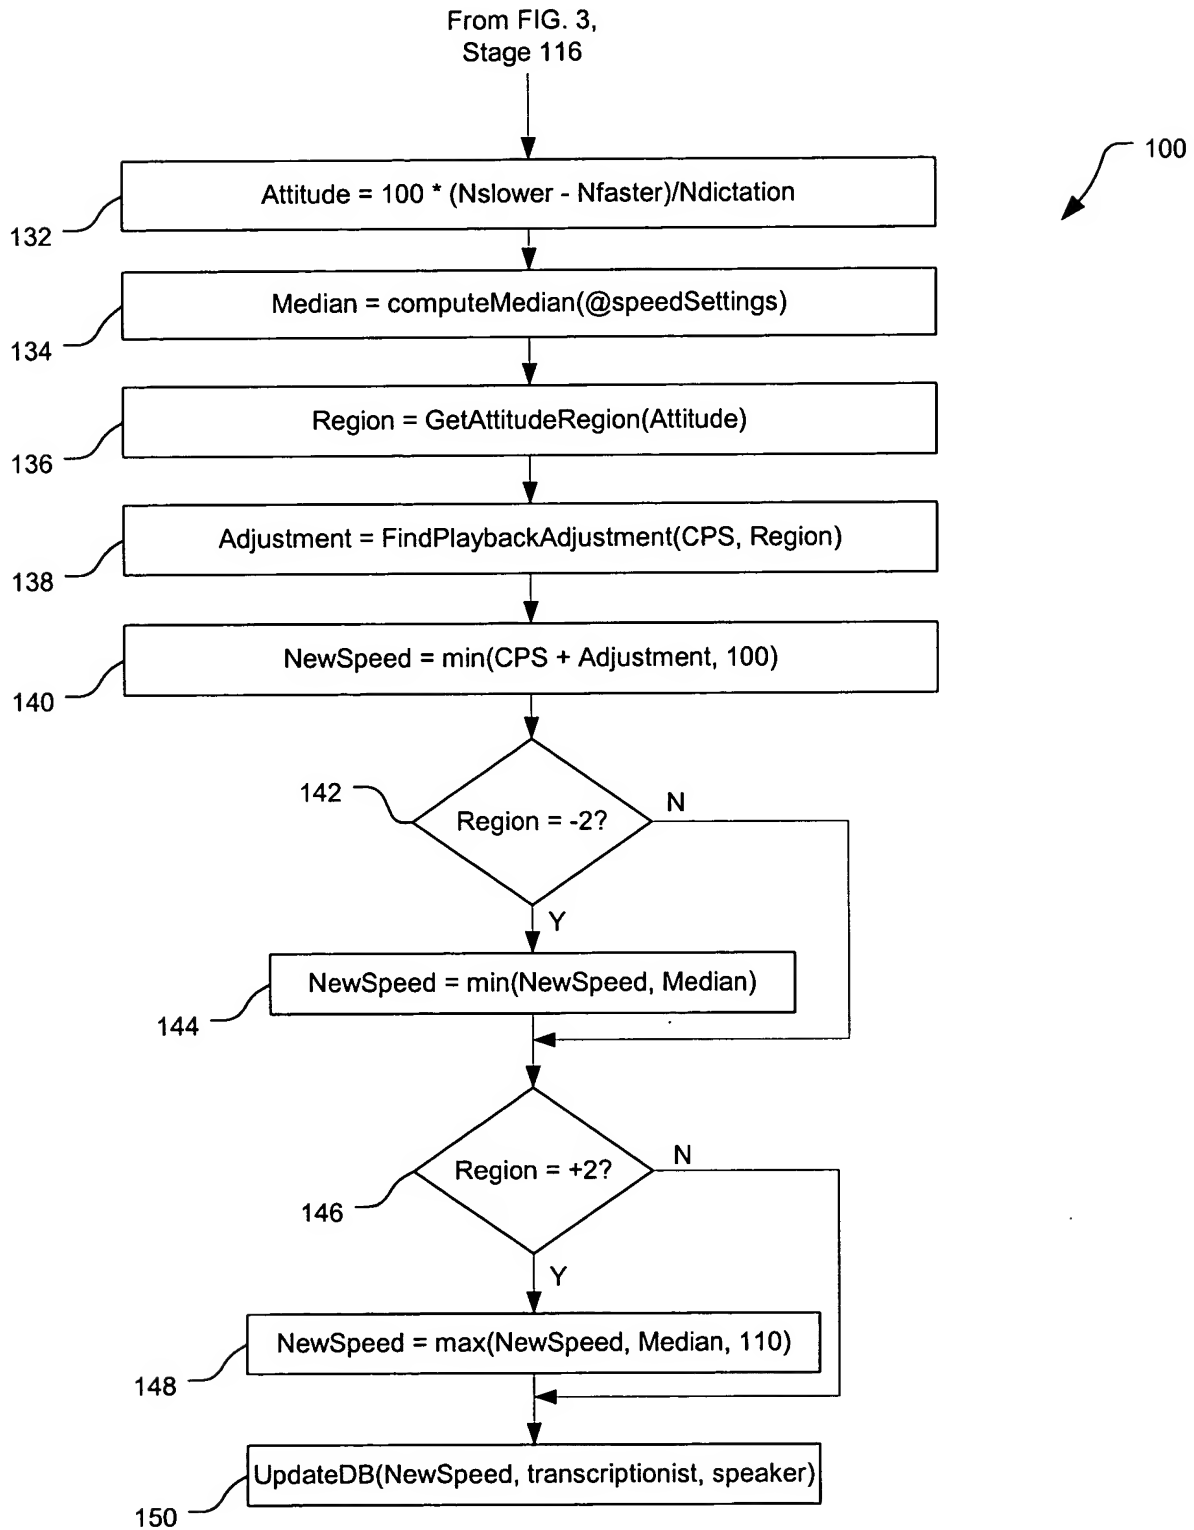 From FIG. 3,
Stage 116
100
Attitude = 100 * (Nslower - Nfaster)/Ndictation
132
Median = computeMedian(@speedSettings)
134
Region = GetAttitudeRegion(Attitude)
136
Adjustment = FindPlaybackAdjustment(CPS, Region)
138
NewSpeed = min(CPS + Adjustment, 100)
140
142
Region = -2?
N
Y
NewSpeed = min(NewSpeed, Median)
144
Region = +2?
N
146
Y
NewSpeed = max(NewSpeed, Median, 110)
148
UpdateDB(NewSpeed, transcriptionist, speaker)
150